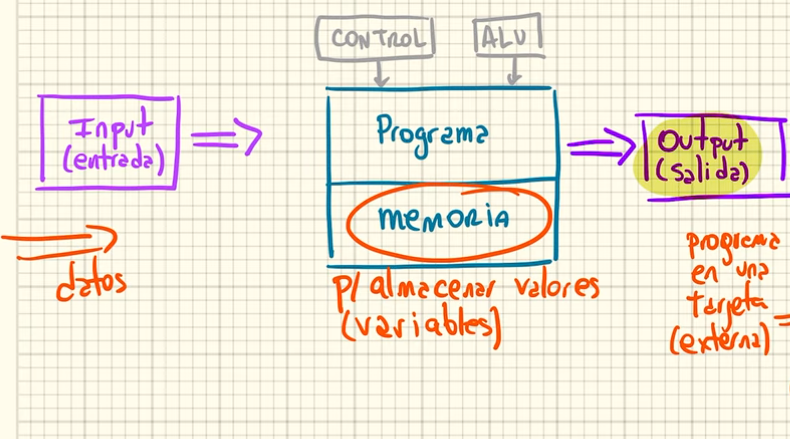 CONTROL
ALU
Input
(entrada)
Programa
Output
(salida)
MEMORIA
datos
p/ almacenar valores
(variables)
programa
en una
tarjeta
(externa) =